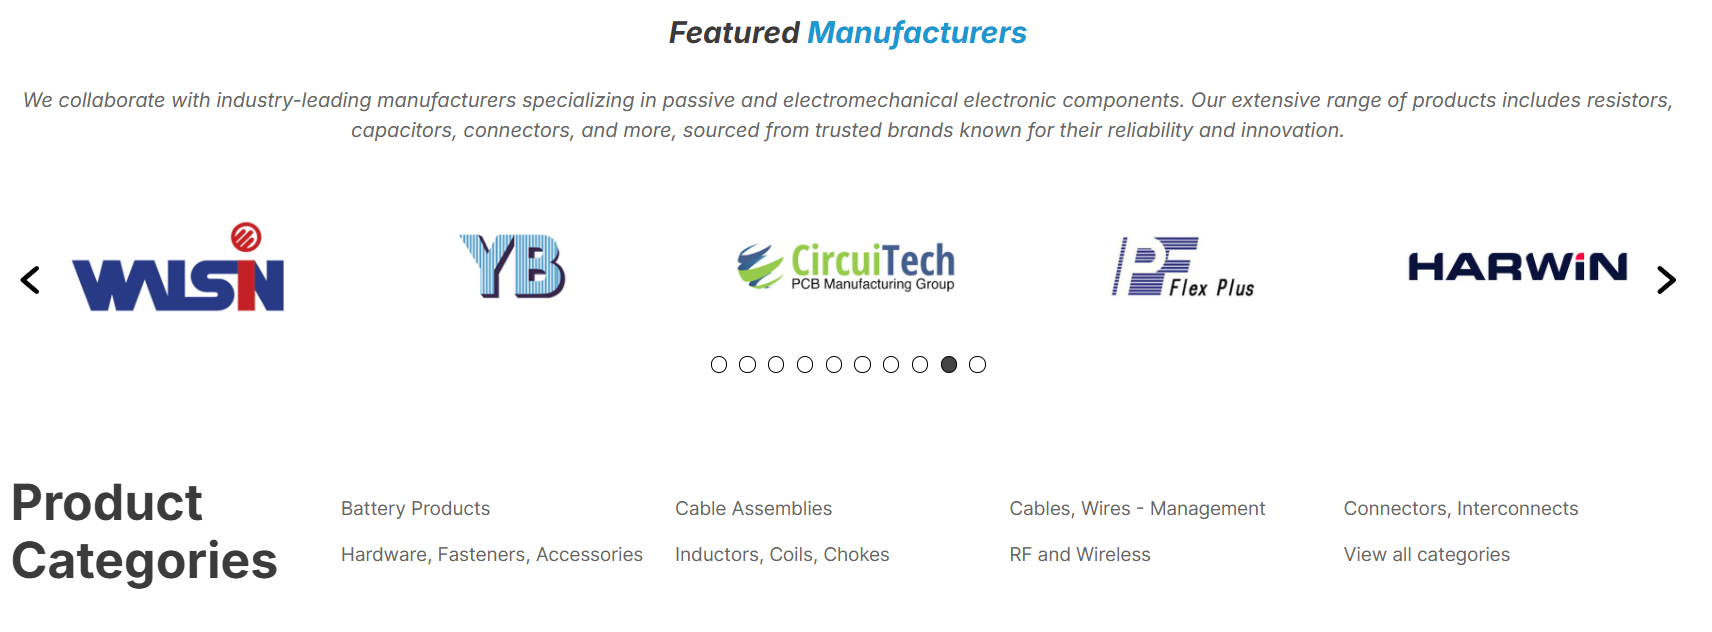 Featured Manufacturers
We collaborate with industry-leading manufacturers specializing in passive and electromechanical electronic components. Our extensive range of products includes resistors,
capacitors, connectors, and more, sourced from trusted brands known for their reliability and innovation.
WALSIN
YB
CircuiTech
PCB Manufacturing Group
PF
Flex Plus
HARWiN
Product
Categories
Battery Products
Cable Assemblies
Cables, Wires - Management
Connectors, Interconnects
Hardware, Fasteners, Accessories
Inductors, Coils, Chokes
RF and Wireless
View all categories